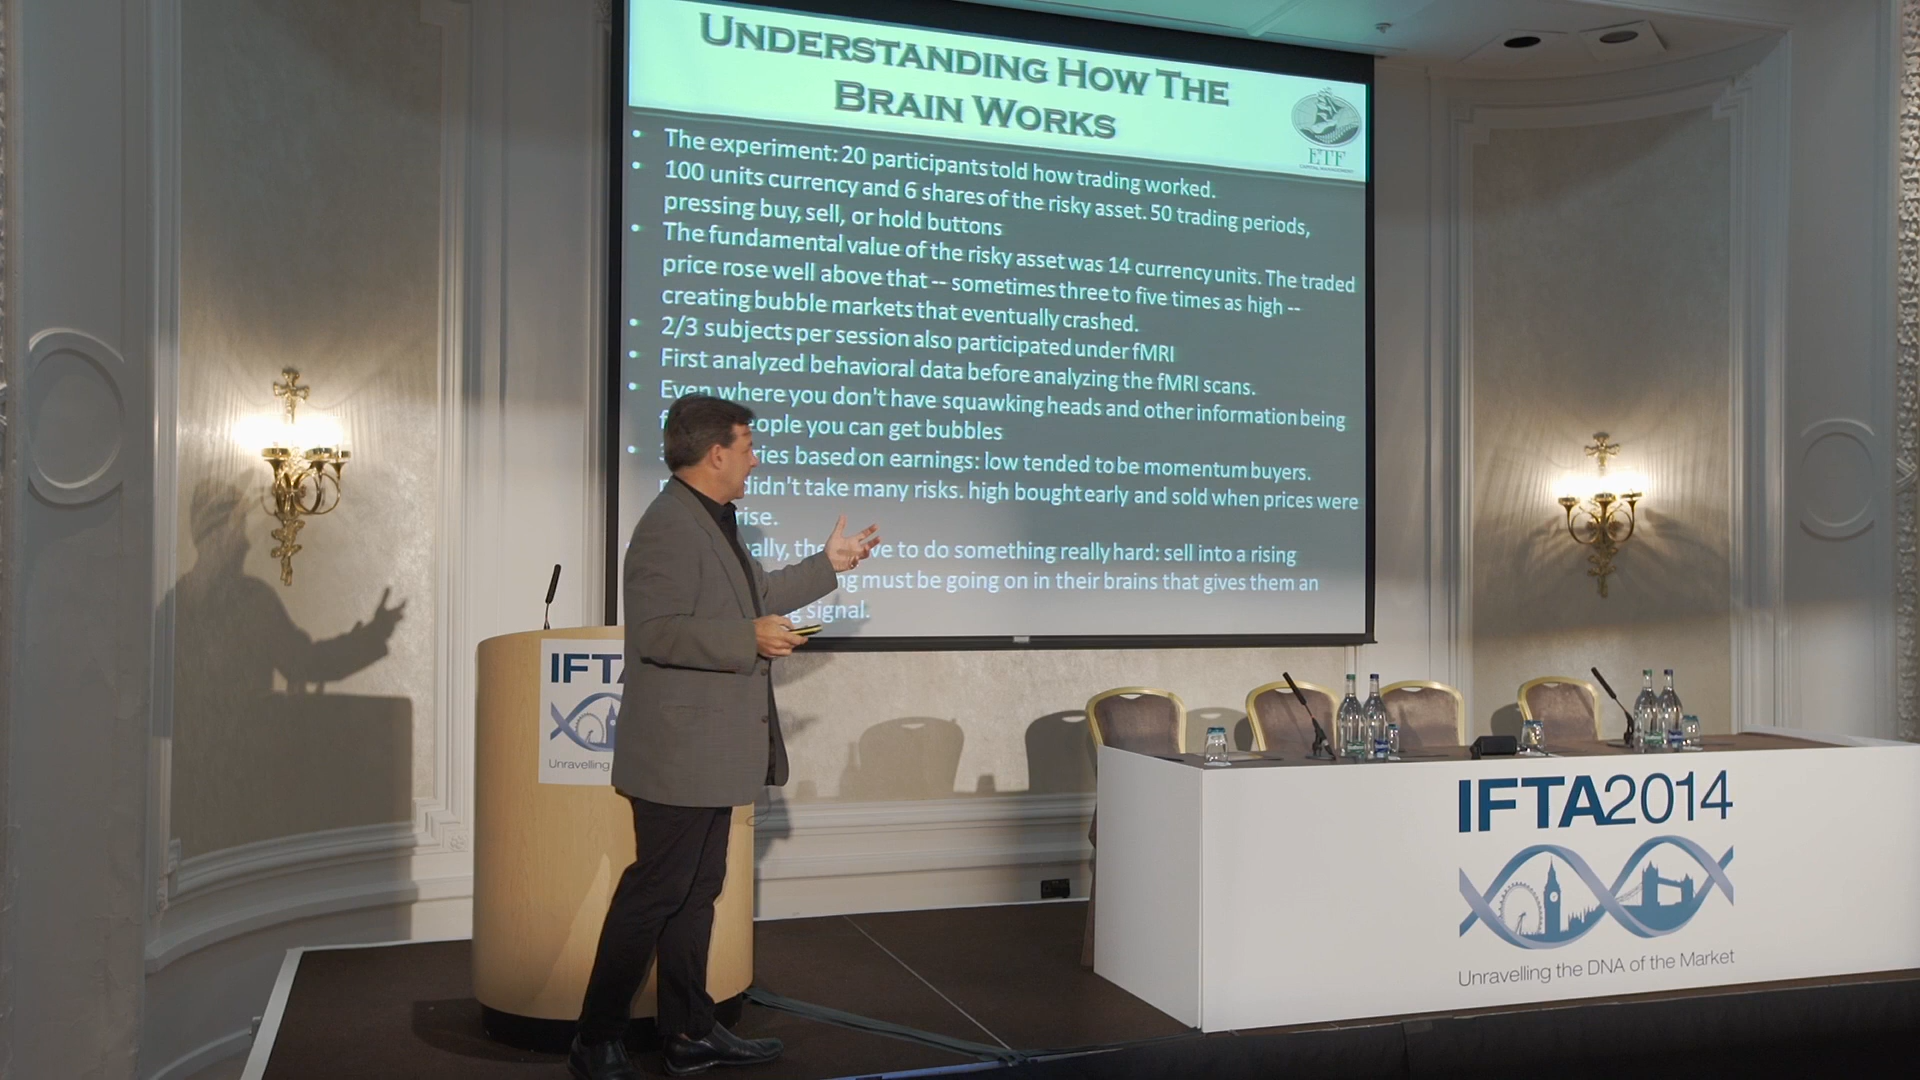 UNDERSTANDING HOW THE
BRAIN WORKS
ETF
CAPITAL MANAGEMENT
• The experiment: 20 participants told how trading worked.
• 100 units currency and 6 shares of the risky asset. 50 trading periods,
pressing buy, sell, or hold buttons
• The fundamental value of the risky asset was 14 currency units. The traded
price rose well above that -- sometimes three to five times as high --
creating bubble markets that eventually crashed.
• 2/3 subjects per session also participated under fMRI
• First analyzed behavioral data before analyzing the fMRI scans.
• Even where you don't have squawking heads and other information being
you can get bubbles
• based on earnings: low tended to be momentum buyers.
didn't take many risks. high bought early and sold when prices were
rise.
to do something really hard: sell into a rising
must be going on in their brains that gives them an
signal.
IFTA
Unravelling
IFTA2014
Unravelling the DNA of the Market